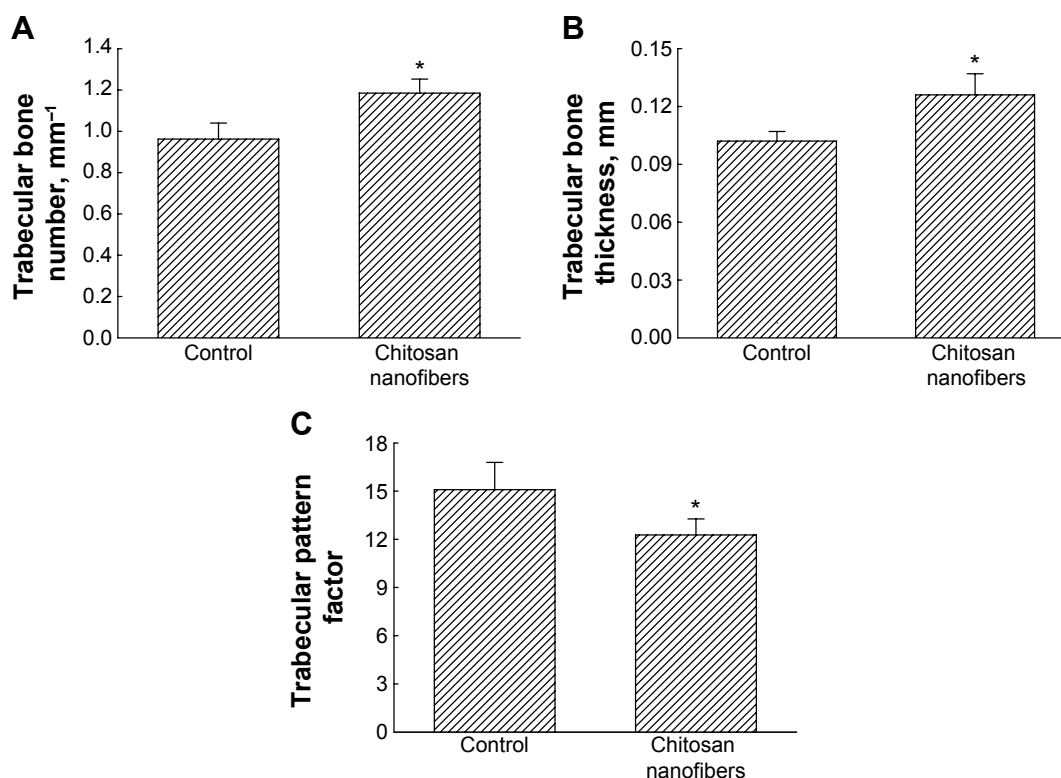 A
Trabecular bone
number, mm⁻¹
1.4
1.2
1.0
0.8
0.6
0.4
0.2
0.0
*
Control
Chitosan
nanofibers
B
Trabecular bone
thickness, mm
0.15
0.12
0.09
0.06
0.03
0.00
*
Control
Chitosan
nanofibers
C
Trabecular pattern
factor
18
15
12
9
6
3
0
*
Control
Chitosan
nanofibers